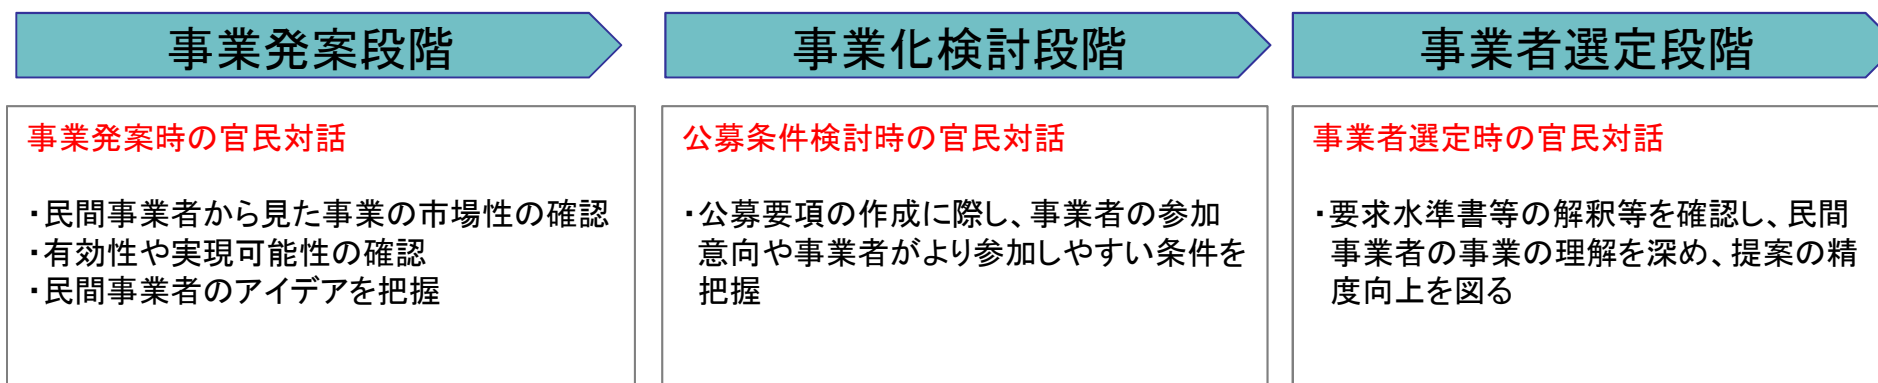 事業発案段階
事業化検討段階
事業者選定段階
事業発案時の官民対話
・民間事業者から見た事業の市場性の確認
・有効性や実現可能性の確認
・民間事業者のアイデアを把握
公募条件検討時の官民対話
・公募要項の作成に際し、事業者の参加
意向や事業者がより参加しやすい条件を
把握
事業者選定時の官民対話
・要求水準書等の解釈等を確認し、民間
事業者の事業の理解を深め、提案の精
度向上を図る